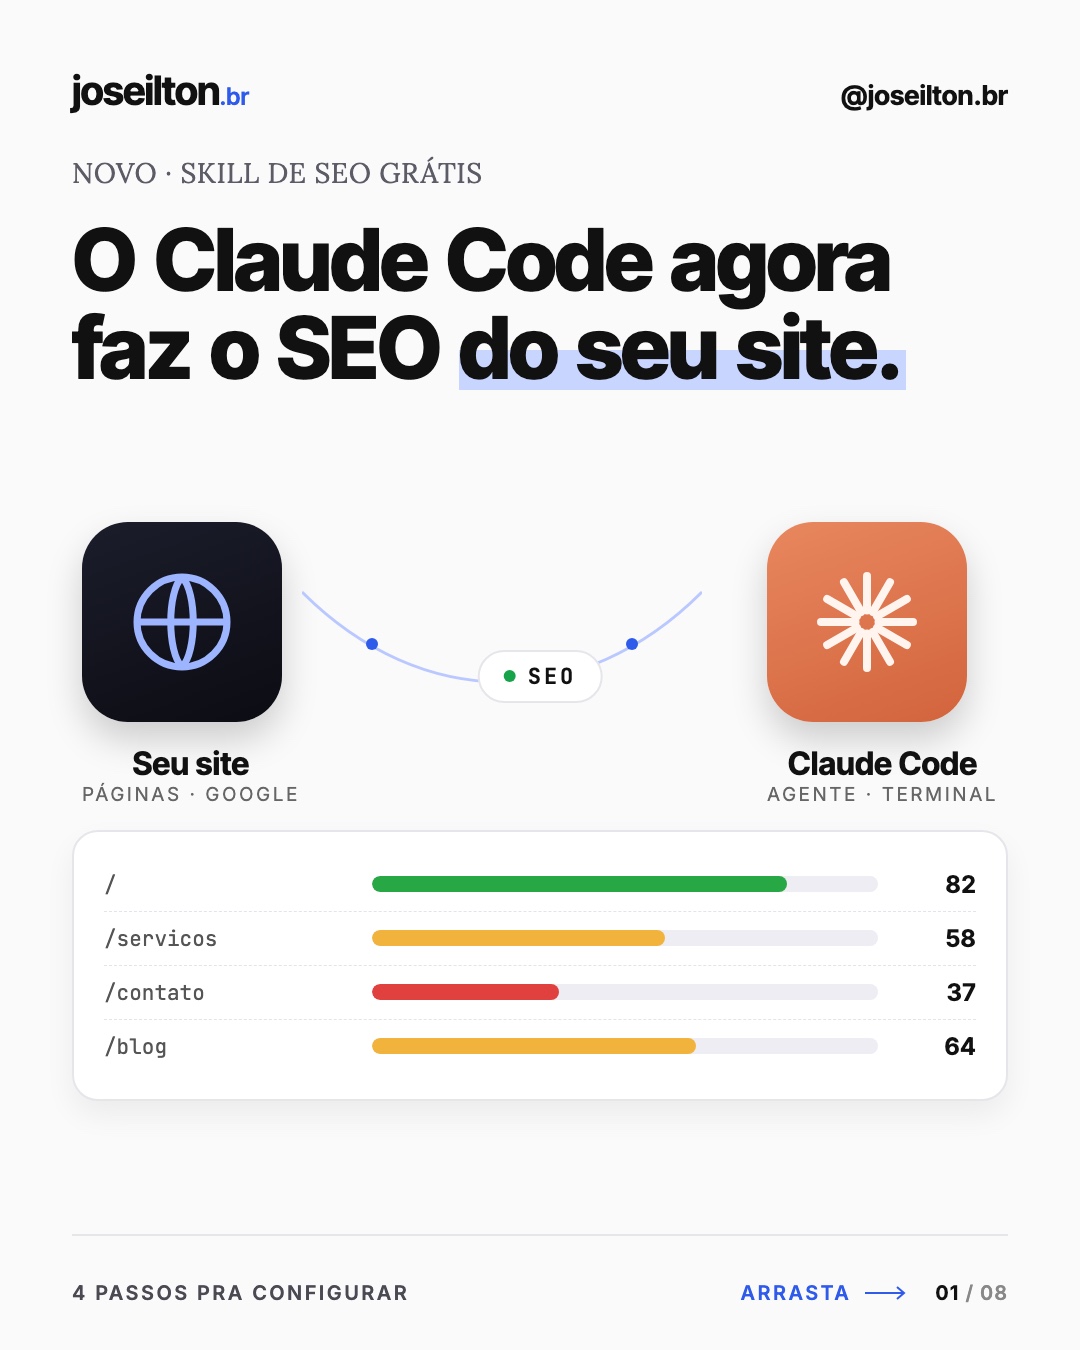 joseilton.br
@joseilton.br
NOVO · SKILL DE SEO GRÁTIS
O Claude Code agora
faz o SEO do seu site.
SEO
Seu site
PÁGINAS · GOOGLE
Claude Code
AGENTE · TERMINAL
/ 82
/servicos 58
/contato 37
/blog 64
4 PASSOS PRA CONFIGURAR
ARRASTA → 01 / 08